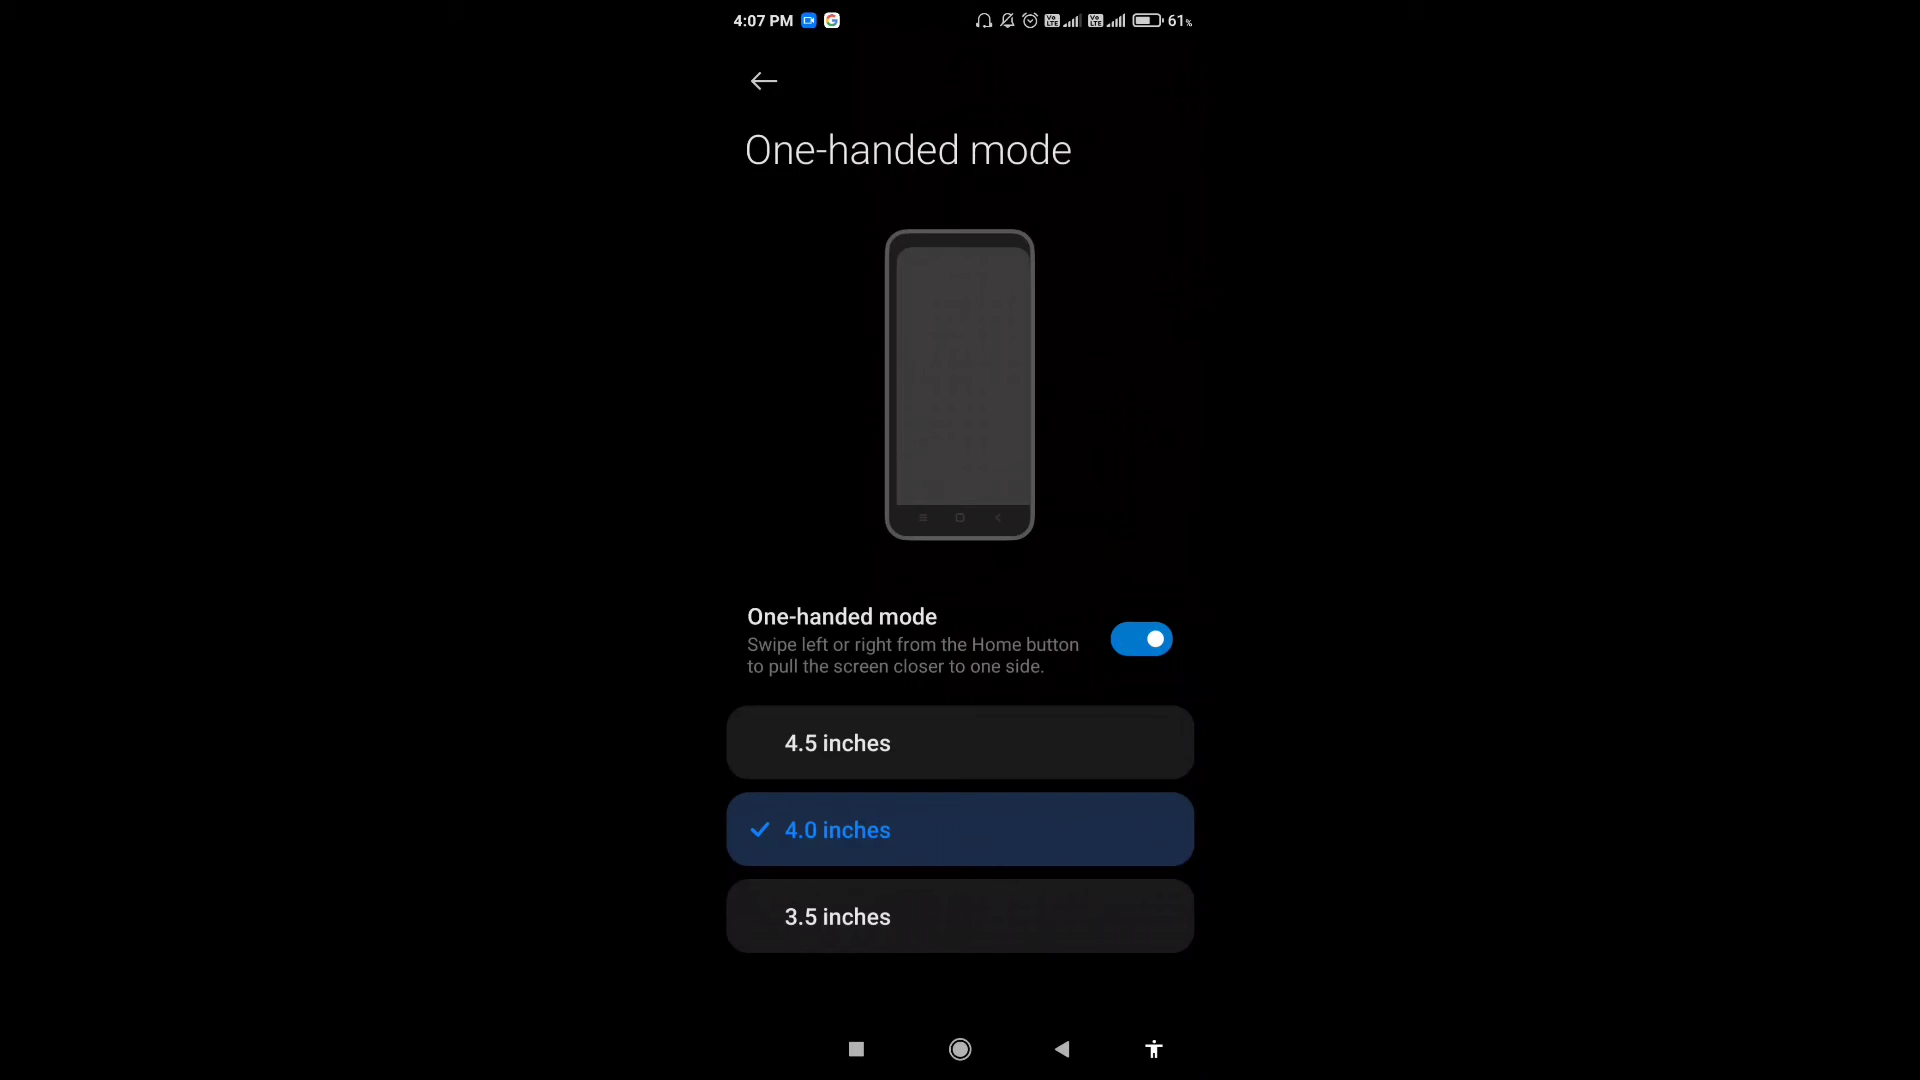 4:07 PM 61%
One-handed mode
One-handed mode
Swipe left or right from the Home button
to pull the screen closer to one side.
4.5 inches
4.0 inches
3.5 inches